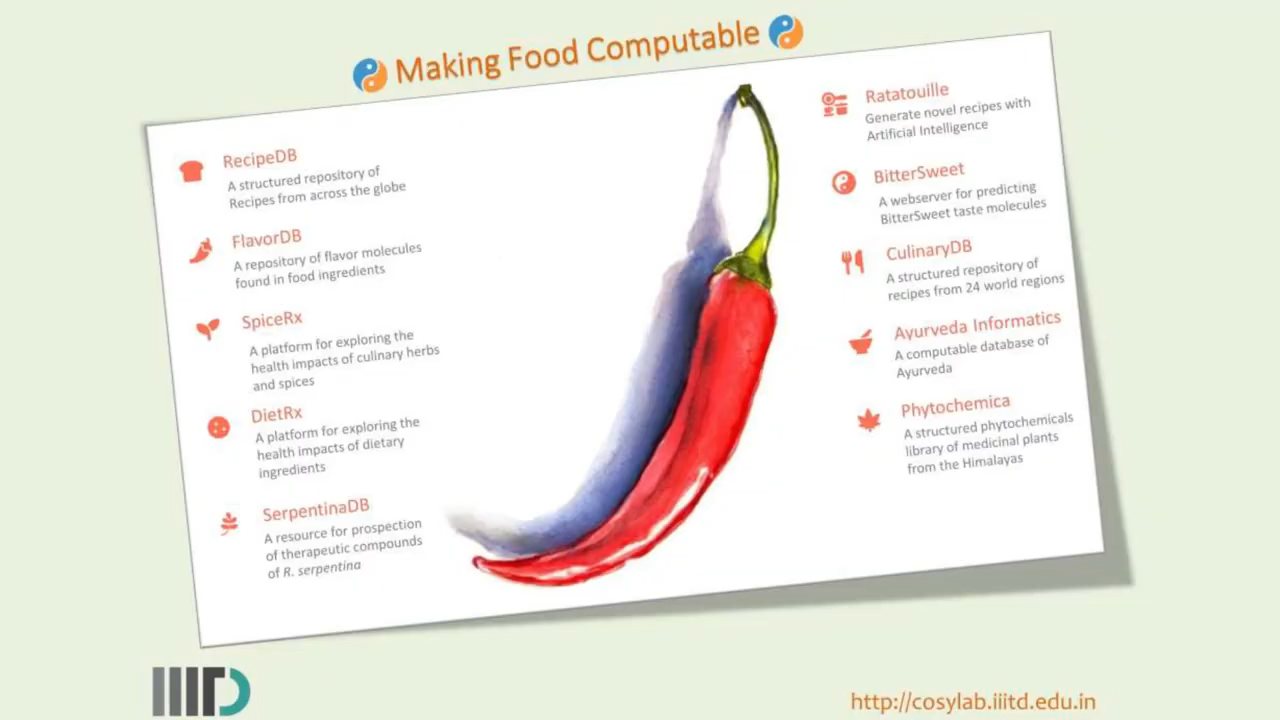 Making Food Computable
RecipeDB
A structured repository of
Recipes from across the globe
FlavorDB
A repository of flavor molecules
found in food ingredients
SpiceRx
A platform for exploring the
health impacts of culinary herbs
and spices
DietRx
A platform for exploring the
health impacts of dietary
ingredients
SerpentinaDB
A resource for prospection
of therapeutic compounds
of R. serpentina
Ratatouille
Generate novel recipes with
Artificial Intelligence
BitterSweet
A webserver for predicting
BitterSweet taste molecules
CulinaryDB
A structured repository of
recipes from 24 world regions
Ayurveda Informatics
A computable database of
Ayurveda
Phytochemica
A structured phytochemicals
library of medicinal plants
from the Himalayas
IIITD
http://cosylab.iiitd.edu.in